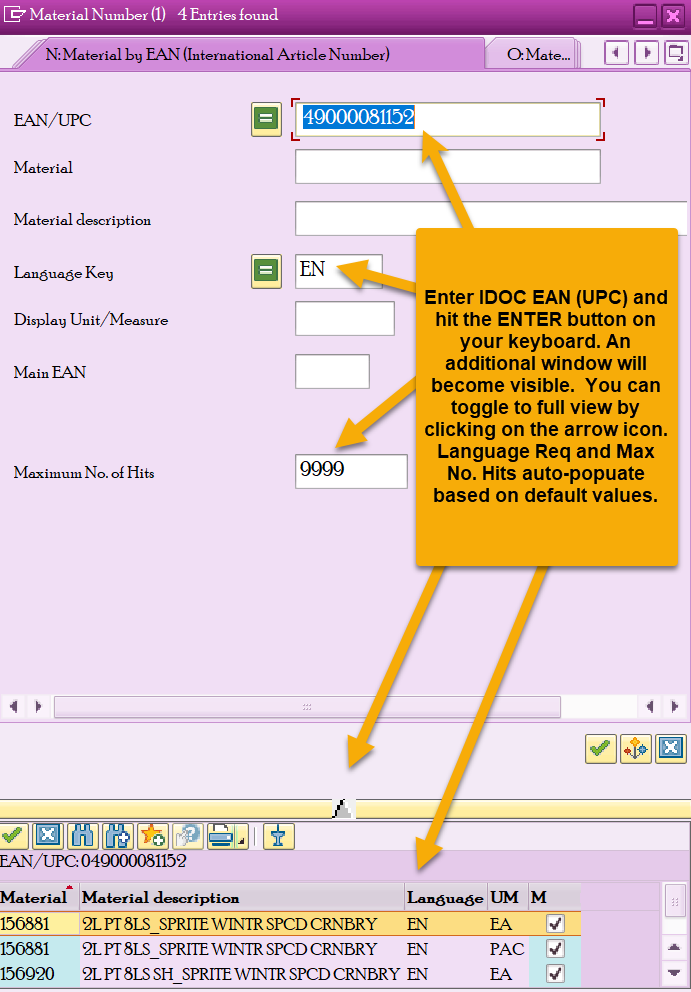 Material Number (1)   4 Entries found
N: Material by EAN (International Article Number)
O: Mate...
EAN/UPC
49000081152
Material
Material description
Language Key
EN
Display Unit/Measure
Main EAN
Maximum No. of Hits
9999
Enter IDOC EAN (UPC) and
hit the ENTER button on
your keyboard. An
additional window will
become visible.  You can
toggle to full view by
clicking on the arrow icon.
Language Req and Max
No. Hits auto-popuate
based on default values.
EAN/UPC: 049000081152
Material Material description Language UM M
156881 2L PT 8LS_SPRITE WINTR SPCD CRNBRY EN EA
156881 2L PT 8LS_SPRITE WINTR SPCD CRNBRY EN PAC
156920 2L PT 8LS SH_SPRITE WINTR SPCD CRNBRY EN EA